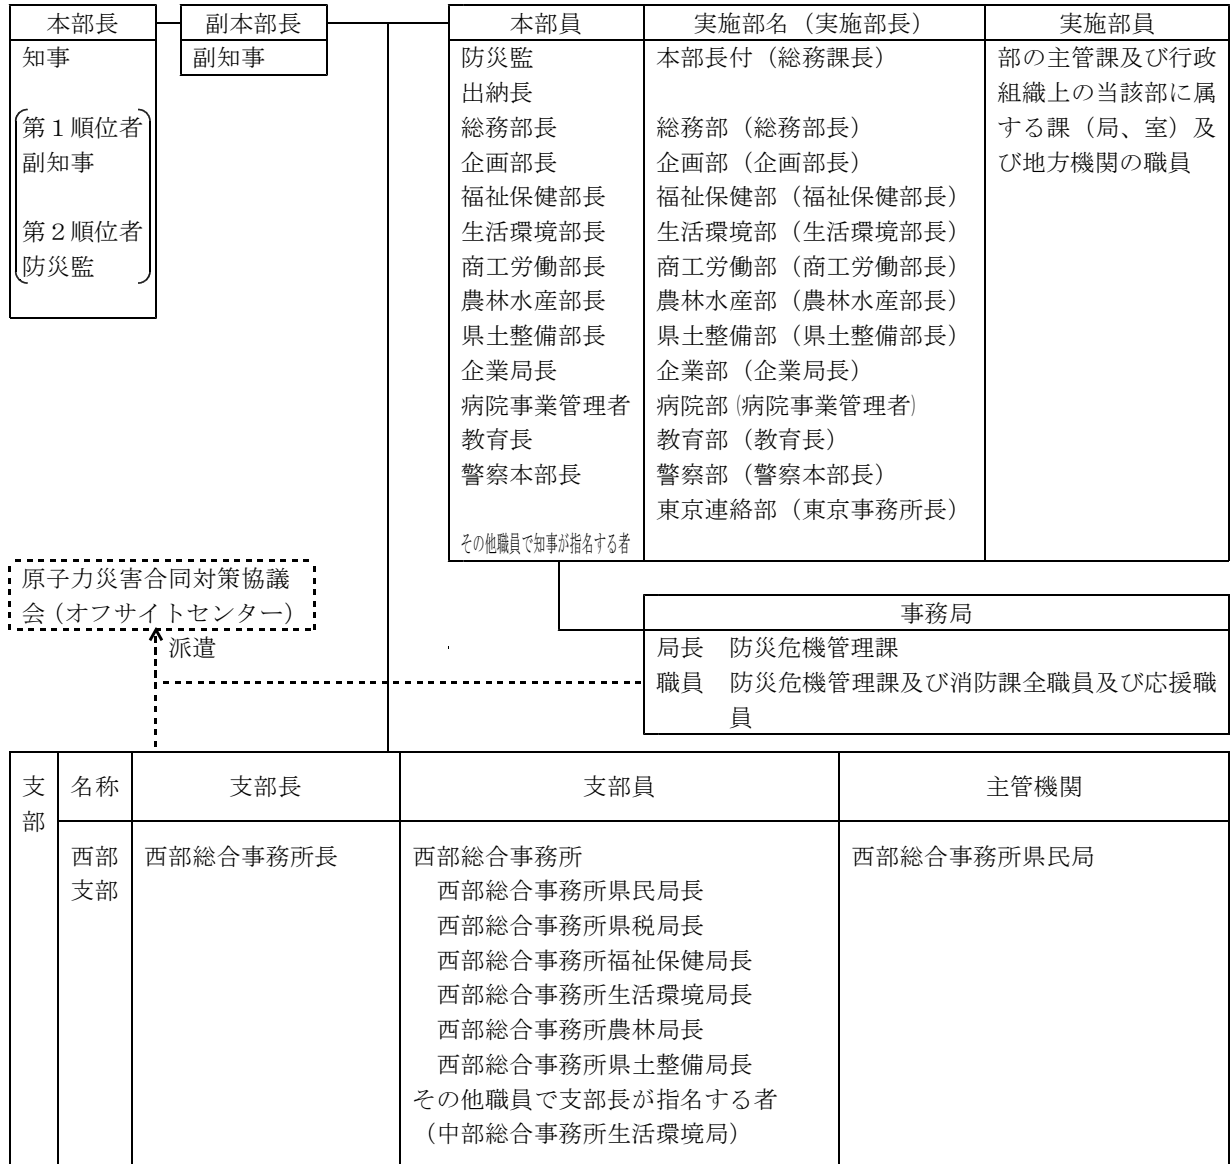 本部長
知事
第１順位者
副知事
第２順位者
防災監
副本部長
副知事
本部員
防災監
出納長
総務部長
企画部長
福祉保健部長
生活環境部長
商工労働部長
農林水産部長
県土整備部長
企業局長
病院事業管理者
教育長
警察本部長
その他職員で知事が指名する者
実施部名（実施部長）
本部長付（総務課長）
総務部（総務部長）
企画部（企画部長）
福祉保健部（福祉保健部長）
生活環境部（生活環境部長）
商工労働部（商工労働部長）
農林水産部（農林水産部長）
県土整備部（県土整備部長）
企業部（企業局長）
病院部(病院事業管理者)
教育部（教育長）
警察部（警察本部長）
東京連絡部（東京事務所長）
実施部員
部の主管課及び行政
組織上の当該部に属
する課（局、室）及
び地方機関の職員
原子力災害合同対策協議
会（オフサイトセンター）
派遣
事務局
局長　防災危機管理課
職員　防災危機管理課及び消防課全職員及び応援職
員
支
部
名称
支部長
支部員
主管機関
西部
支部
西部総合事務所長
西部総合事務所
西部総合事務所県民局長
西部総合事務所県税局長
西部総合事務所福祉保健局長
西部総合事務所生活環境局長
西部総合事務所農林局長
西部総合事務所県土整備局長
その他職員で支部長が指名する者
（中部総合事務所生活環境局）
西部総合事務所県民局